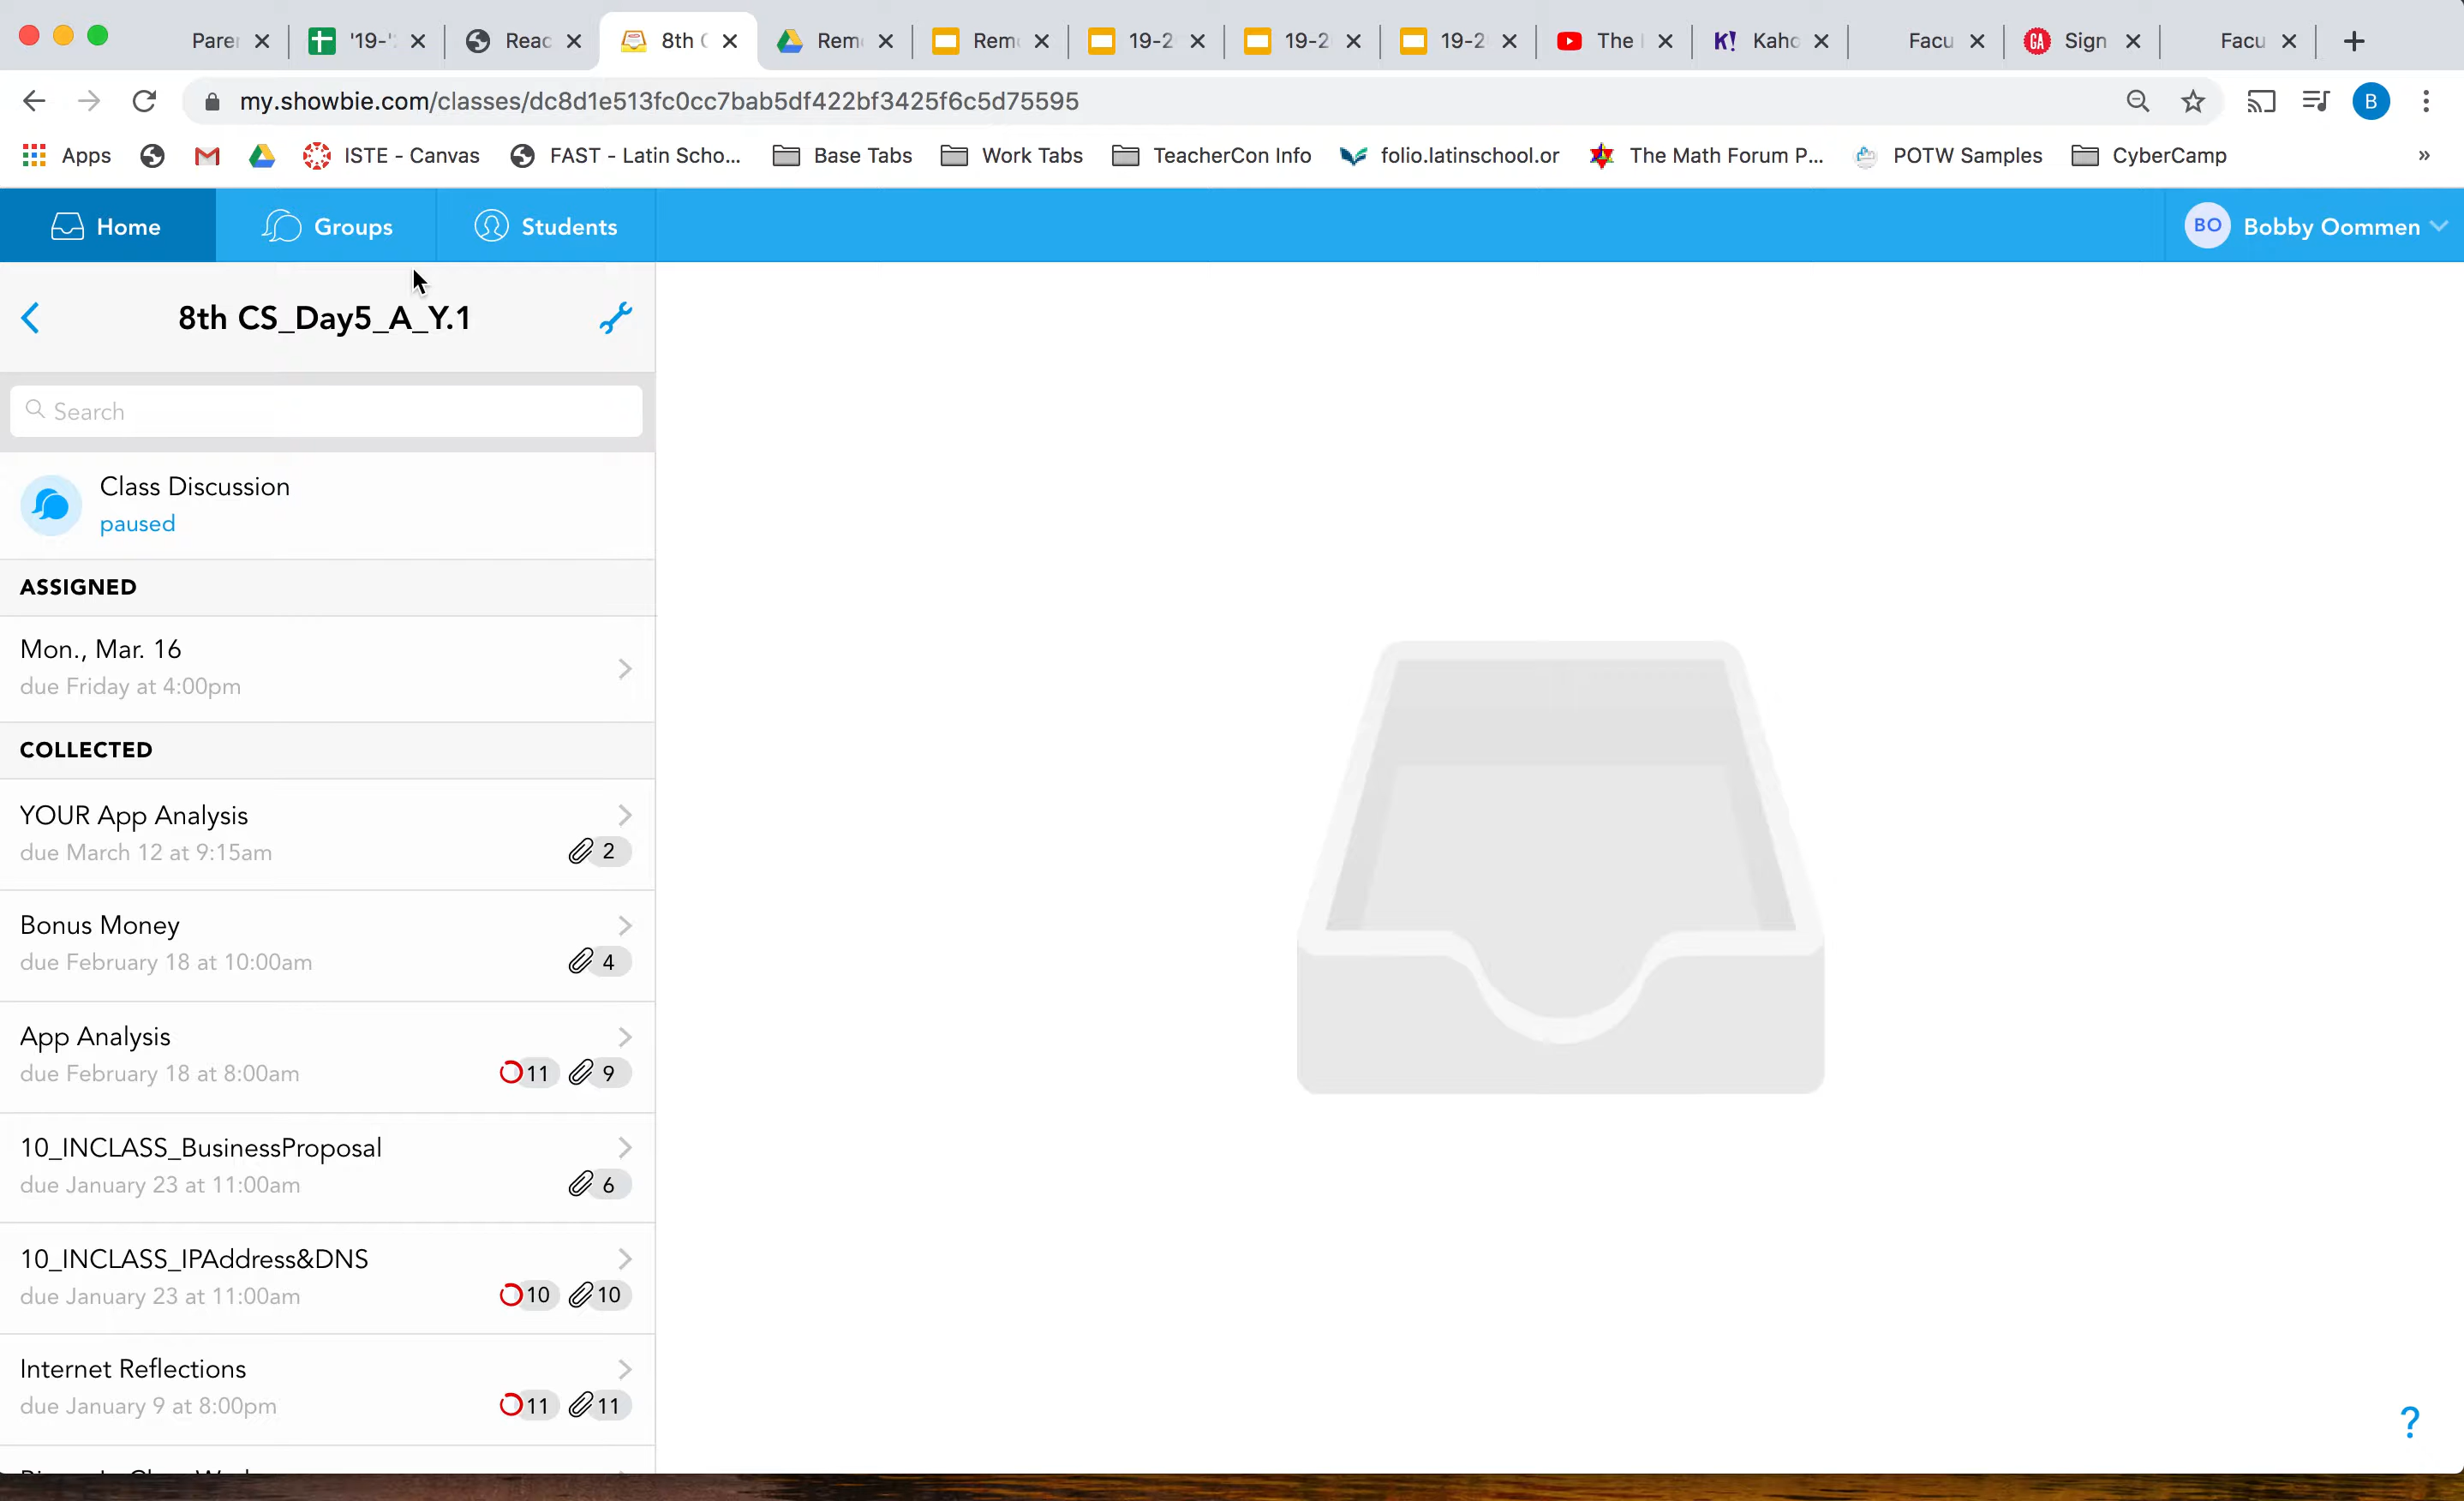 Parer
'19-'
Reac
8th
Rem
Rem
19-2
19-2
19-2
The
K! Kaho
Facu
GA Sign
Facu
my.showbie.com/classes/dc8d1e513fc0cc7bab5df422bf3425f6c5d75595
B
Apps
ISTE - Canvas
FAST - Latin Scho...
Base Tabs
Work Tabs
TeacherCon Info
folio.latinschool.or
The Math Forum P...
POTW Samples
CyberCamp
»
Home
Groups
Students
BO Bobby Oommen
8th CS_Day5_A_Y.1
Search
Class Discussion
paused
ASSIGNED
Mon., Mar. 16
due Friday at 4:00pm
COLLECTED
YOUR App Analysis
due March 12 at 9:15am 2
Bonus Money
due February 18 at 10:00am 4
App Analysis
due February 18 at 8:00am 11 9
10_INCLASS_BusinessProposal
due January 23 at 11:00am 6
10_INCLASS_IPAddress&DNS
due January 23 at 11:00am 10 10
Internet Reflections
due January 9 at 8:00pm 11 11
?